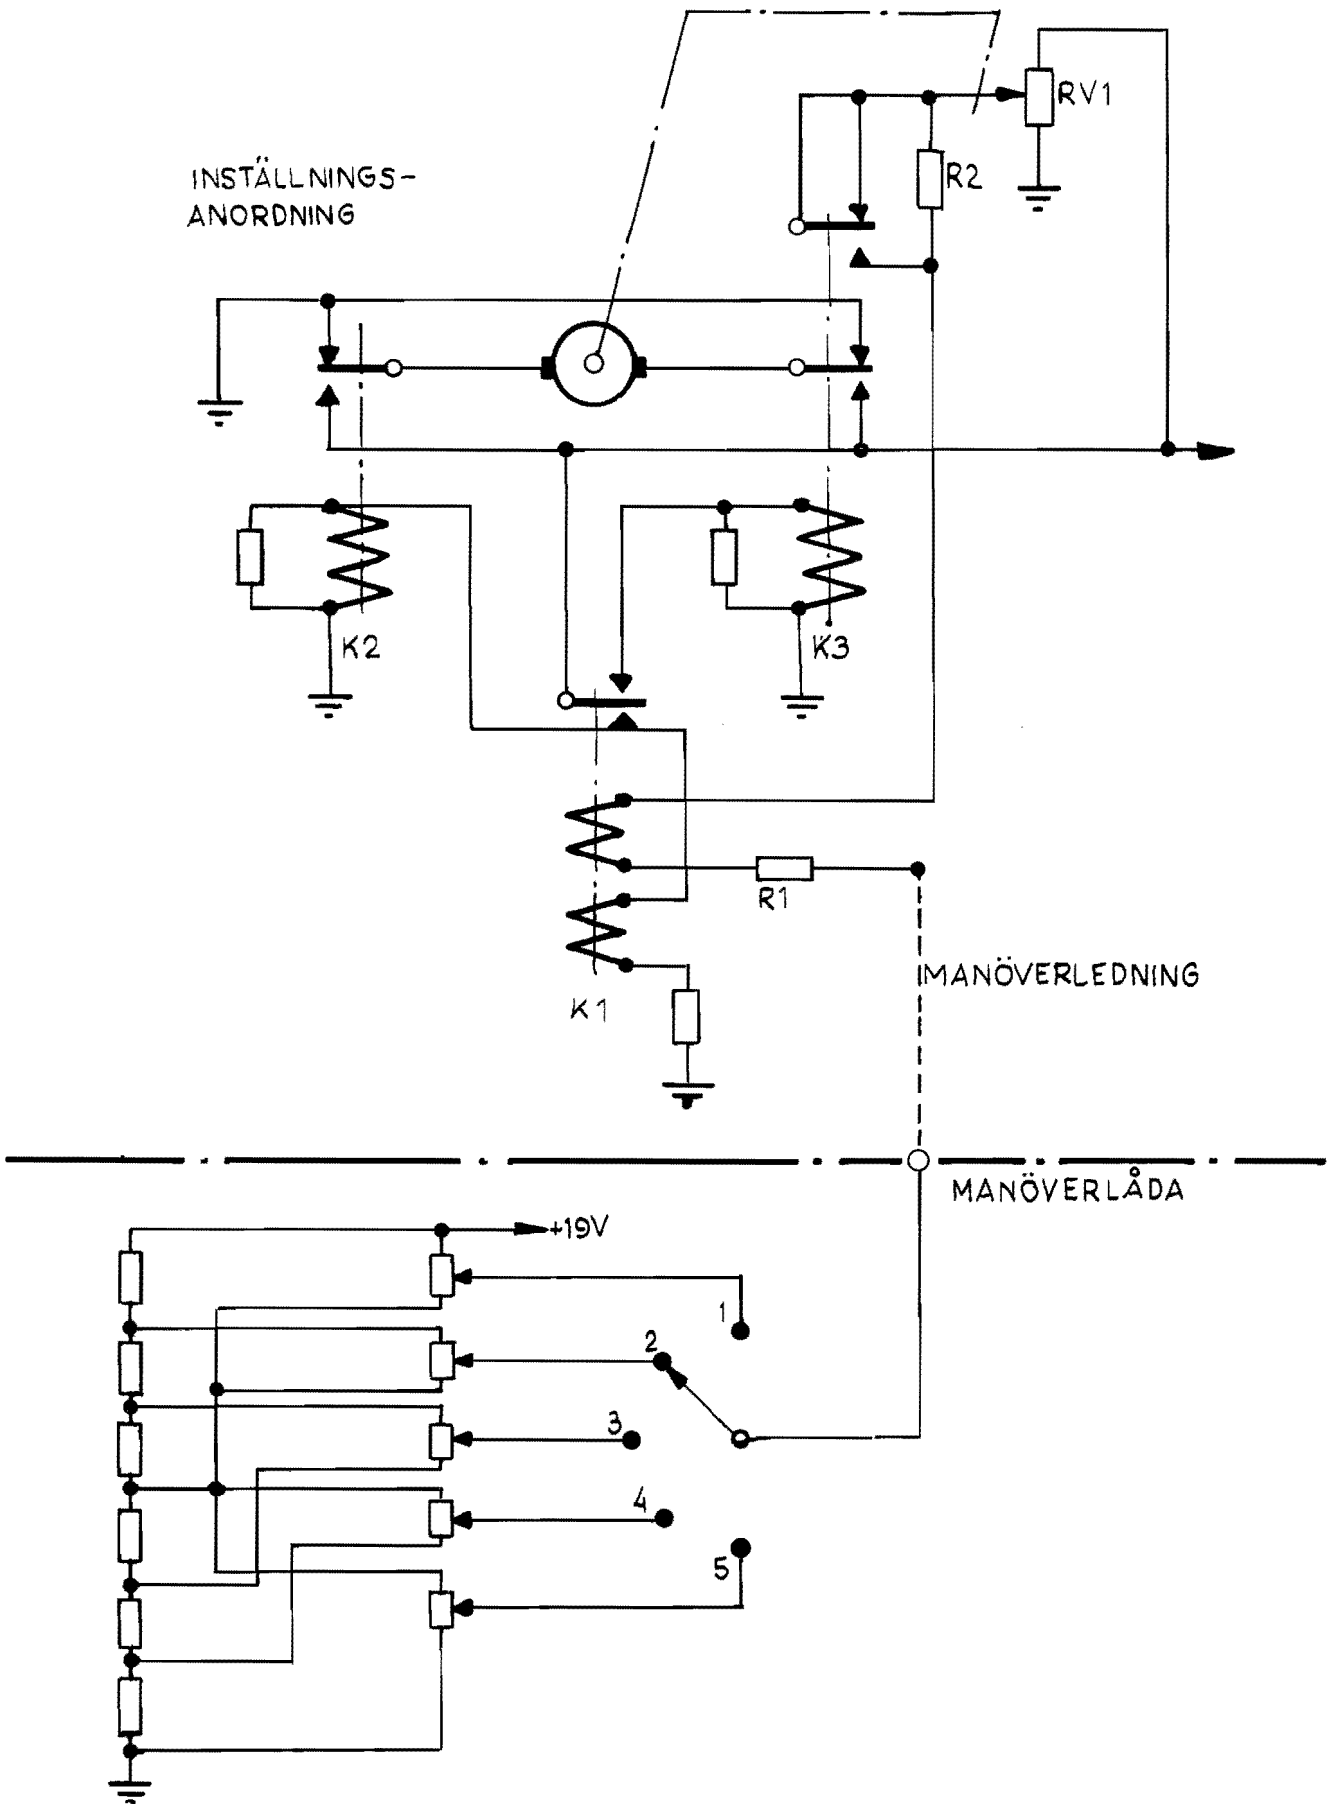 RV1
R2
INSTÄLLNINGS-
ANORDNING
K2
K3
R1
K1
MANÖVERLEDNING
MANÖVERLÅDA
+19V
1
2
3
4
5